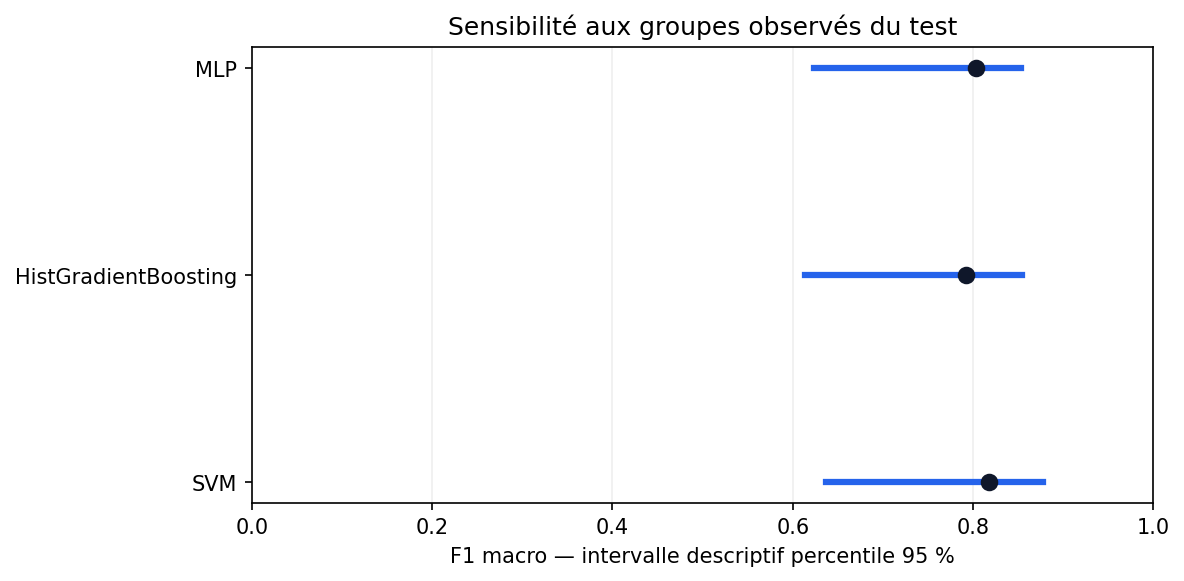 Sensibilité aux groupes observés du test
MLP
HistGradientBoosting
SVM
0.0 0.2 0.4 0.6 0.8 1.0
F1 macro — intervalle descriptif percentile 95 %